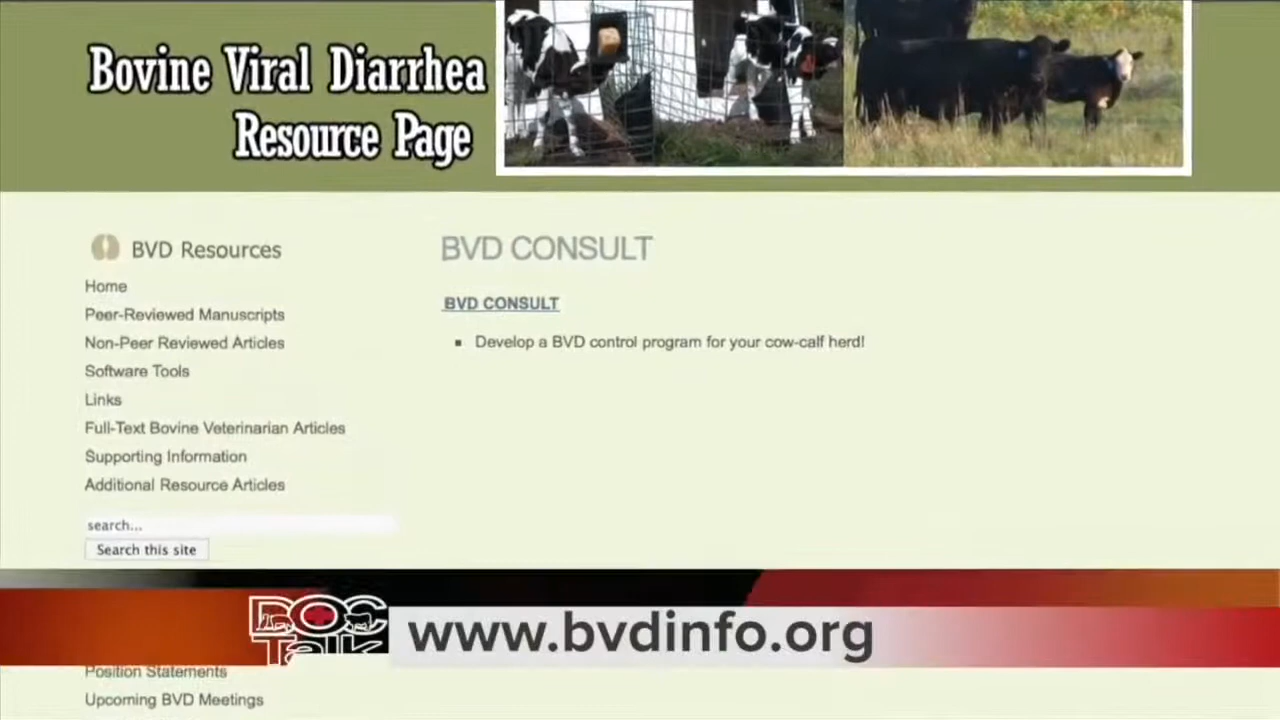 Bovine Viral Diarrhea
Resource Page
BVD Resources
Home
Peer-Reviewed Manuscripts
Non-Peer Reviewed Articles
Software Tools
Links
Full-Text Bovine Veterinarian Articles
Supporting Information
Additional Resource Articles
search...
Search this site
BVD CONSULT
BVD CONSULT
▪ Develop a BVD control program for your cow-calf herd!
DOC
Talk
www.bvdinfo.org
Position Statements
Upcoming BVD Meetings